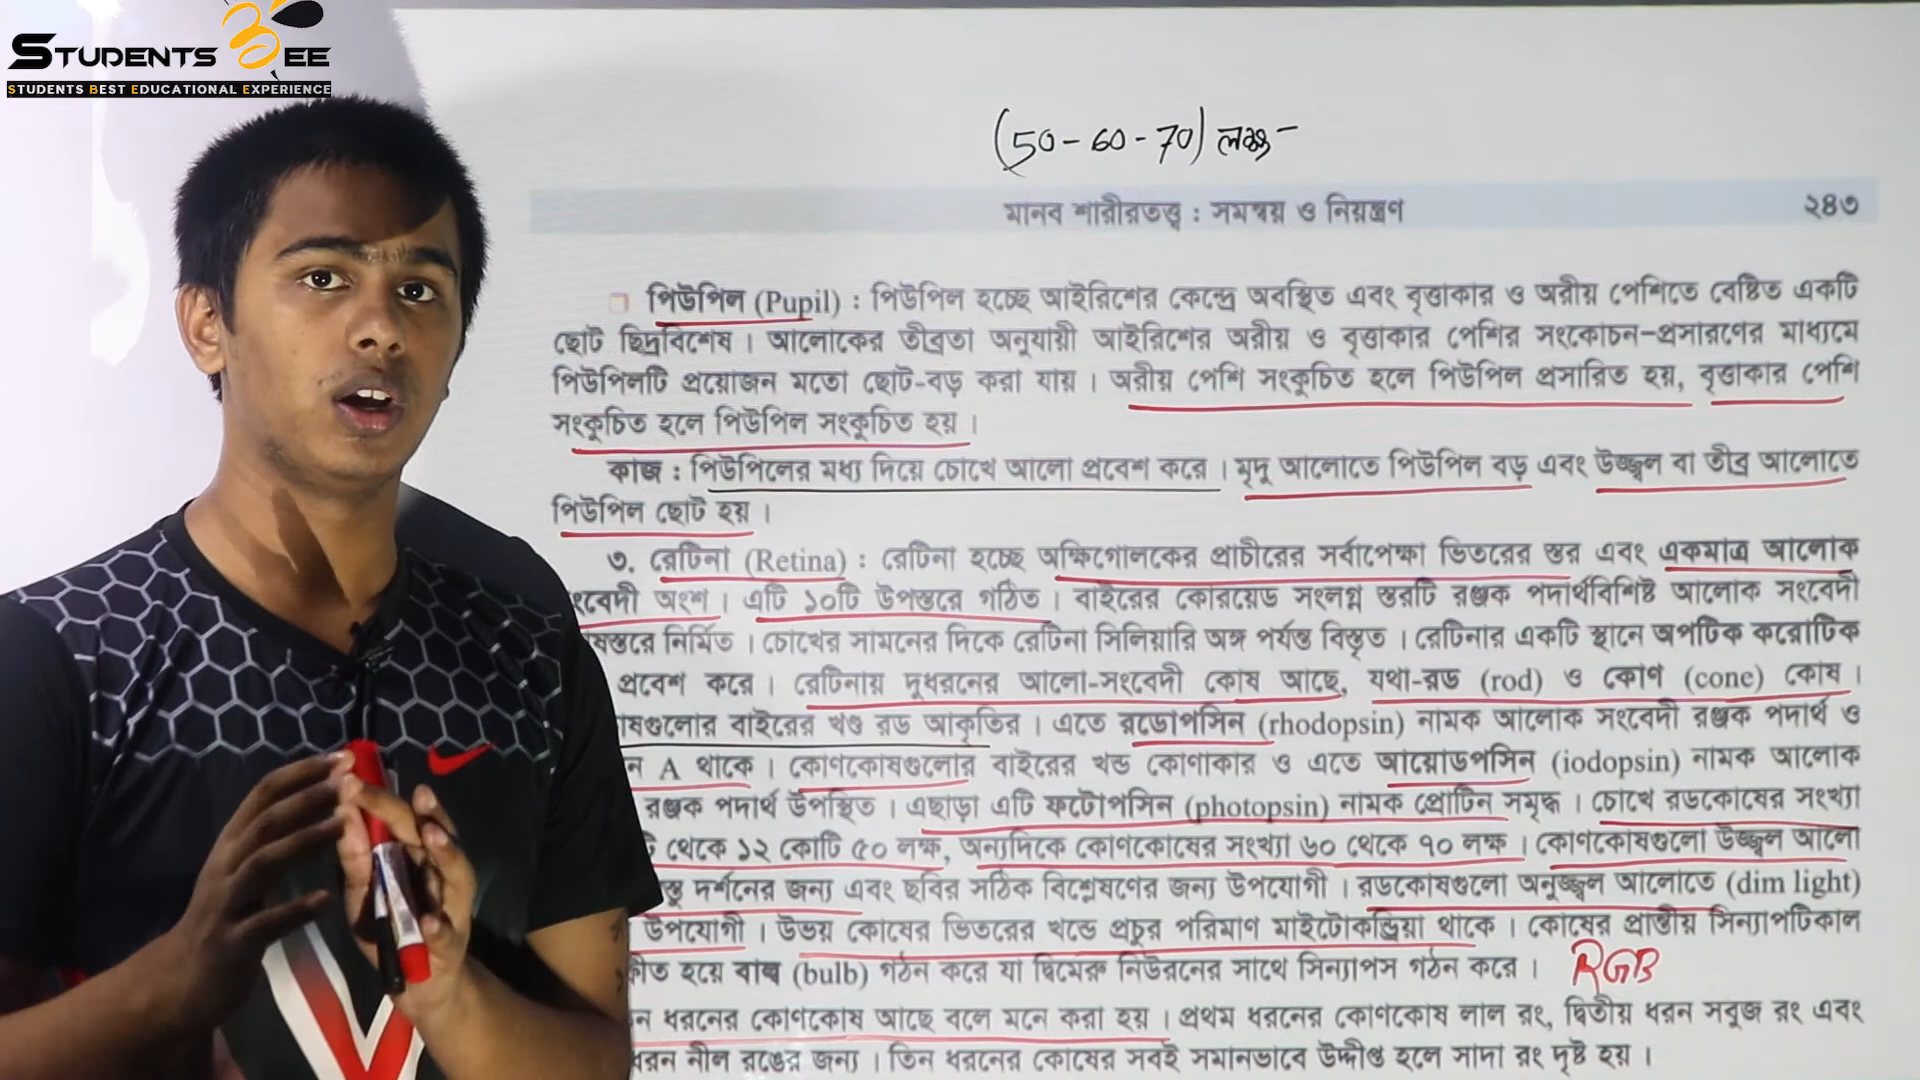 STUDENTS BEE
STUDENTS BEST EDUCATIONAL EXPERIENCE
(50-60-70) লক্ষ
মানব শারীরতত্ত্ব : সমন্বয় ও নিয়ন্ত্রণ ২৪৩
পিউপিল (Pupil) : পিউপিল হচ্ছে আইরিশের কেন্দ্রে অবস্থিত এবং বৃত্তাকার ও অরীয় পেশিতে বেষ্টিত একটি
ছোট ছিদ্রবিশেষ। আলোকের তীব্রতা অনুযায়ী আইরিশের অরীয় ও বৃত্তাকার পেশির সংকোচন-প্রসারণের মাধ্যমে
পিউপিলটি প্রয়োজন মতো ছোট-বড় করা যায়। অরীয় পেশি সংকুচিত হলে পিউপিল প্রসারিত হয়, বৃত্তাকার পেশি
সংকুচিত হলে পিউপিল সংকুচিত হয়।
কাজ : পিউপিলের মধ্য দিয়ে চোখে আলো প্রবেশ করে। মৃদু আলোতে পিউপিল বড় এবং উজ্জ্বল বা তীব্র আলোতে
পিউপিল ছোট হয়।
৩. রেটিনা (Retina) : রেটিনা হচ্ছে অক্ষিগোলকের প্রাচীরের সর্বাপেক্ষা ভিতরের স্তর এবং একমাত্র আলোক
সংবেদী অংশ। এটি ১০টি উপস্তরে গঠিত। বাইরের কোরয়েড সংলগ্ন স্তরটি রঞ্জক পদার্থবিশিষ্ট আলোক সংবেদী
স্তরে নির্মিত। চোখের সামনের দিকে রেটিনা সিলিয়ারি অঙ্গ পর্যন্ত বিস্তৃত। রেটিনার একটি স্থানে অপটিক করোটিক
প্রবেশ করে। রেটিনায় দুধরনের আলো-সংবেদী কোষ আছে, যথা-রড (rod) ও কোণ (cone) কোষ।
ষগুলোর বাইরের খণ্ড রড আকৃতির। এতে রডোপসিন (rhodopsin) নামক আলোক সংবেদী রঞ্জক পদার্থ ও
ন A থাকে। কোণকোষগুলোর বাইরের খন্ড কোণাকার ও এতে আয়োডপসিন (iodopsin) নামক আলোক
রঞ্জক পদার্থ উপস্থিত। এছাড়া এটি ফটোপসিন (photopsin) নামক প্রোটিন সমৃদ্ধ। চোখে রডকোষের সংখ্যা
থেকে ১২ কোটি ৫০ লক্ষ, অন্যদিকে কোণকোষের সংখ্যা ৬০ থেকে ৭০ লক্ষ। কোণকোষগুলো উজ্জ্বল আলো
স্তু দর্শনের জন্য এবং ছবির সঠিক বিশ্লেষণের জন্য উপযোগী। রডকোষগুলো অনুজ্জ্বল আলোতে (dim light)
উপযোগী। উভয় কোষের ভিতরের খন্ডে প্রচুর পরিমাণ মাইটোকন্ড্রিয়া থাকে। কোষের প্রান্তীয় সিন্যাপটিকাল
ীত হয়ে বাল্ব (bulb) গঠন করে যা দ্বিমেরু নিউরনের সাথে সিন্যাপস গঠন করে। RGB
ন ধরনের কোণকোষ আছে বলে মনে করা হয়। প্রথম ধরনের কোণকোষ লাল রং, দ্বিতীয় ধরন সবুজ রং এবং
ধরন নীল রঙের জন্য। তিন ধরনের কোষের সবই সমানভাবে উদ্দীপ্ত হলে সাদা রং দৃষ্ট হয়।